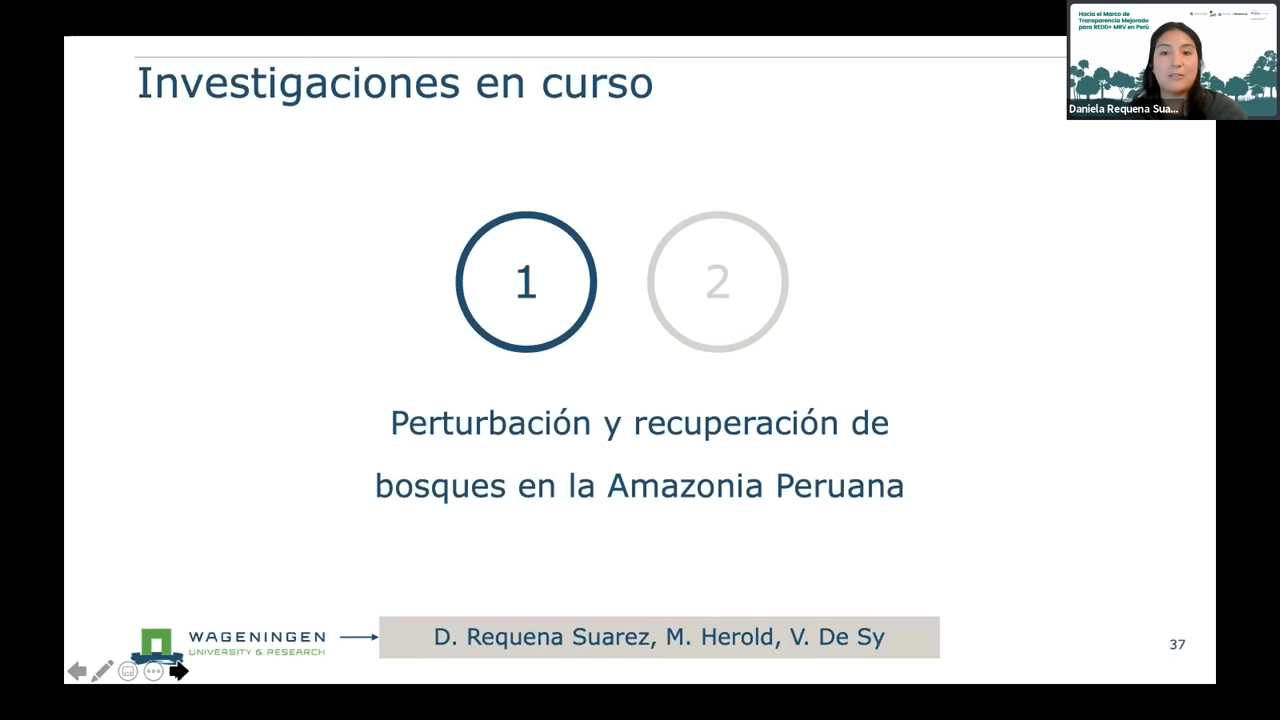 Investigaciones en curso
1
2
Perturbación y recuperación de
bosques en la Amazonia Peruana
WAGENINGEN
UNIVERSITY & RESEARCH
D. Requena Suarez, M. Herold, V. De Sy
37
Hacia el Marco de
Transparencia Mejorado
para REDD+ MRV en Perú
Daniela Requena Sua...